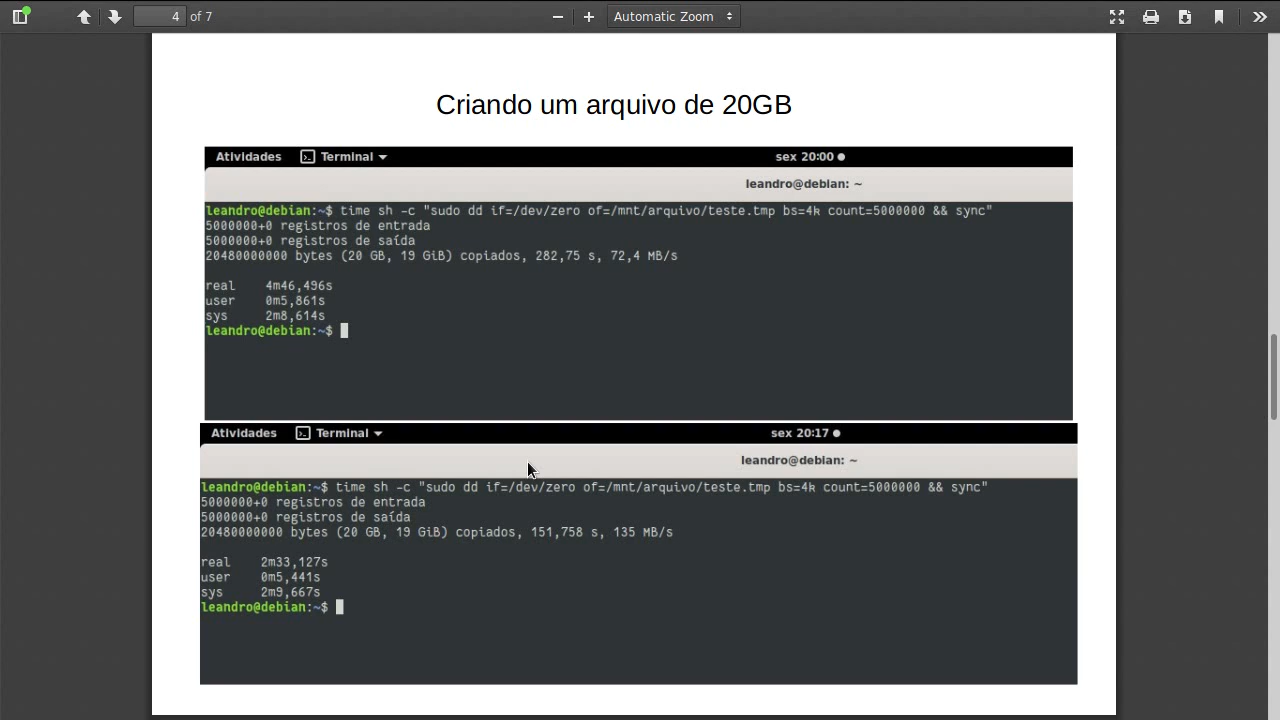 4 of 7
Automatic Zoom
Criando um arquivo de 20GB
Atividades Terminal sex 20:00
leandro@debian: ~
leandro@debian:~$ time sh -c "sudo dd if=/dev/zero of=/mnt/arquivo/teste.tmp bs=4k count=5000000 && sync"
5000000+0 registros de entrada
5000000+0 registros de saída
20480000000 bytes (20 GB, 19 GiB) copiados, 282,75 s, 72,4 MB/s
real 4m46,496s
user 0m5,861s
sys 2m8,614s
leandro@debian:~$
Atividades Terminal sex 20:17
leandro@debian: ~
leandro@debian:~$ time sh -c "sudo dd if=/dev/zero of=/mnt/arquivo/teste.tmp bs=4k count=5000000 && sync"
5000000+0 registros de entrada
5000000+0 registros de saída
20480000000 bytes (20 GB, 19 GiB) copiados, 151,758 s, 135 MB/s
real 2m33,127s
user 0m5,441s
sys 2m9,667s
leandro@debian:~$